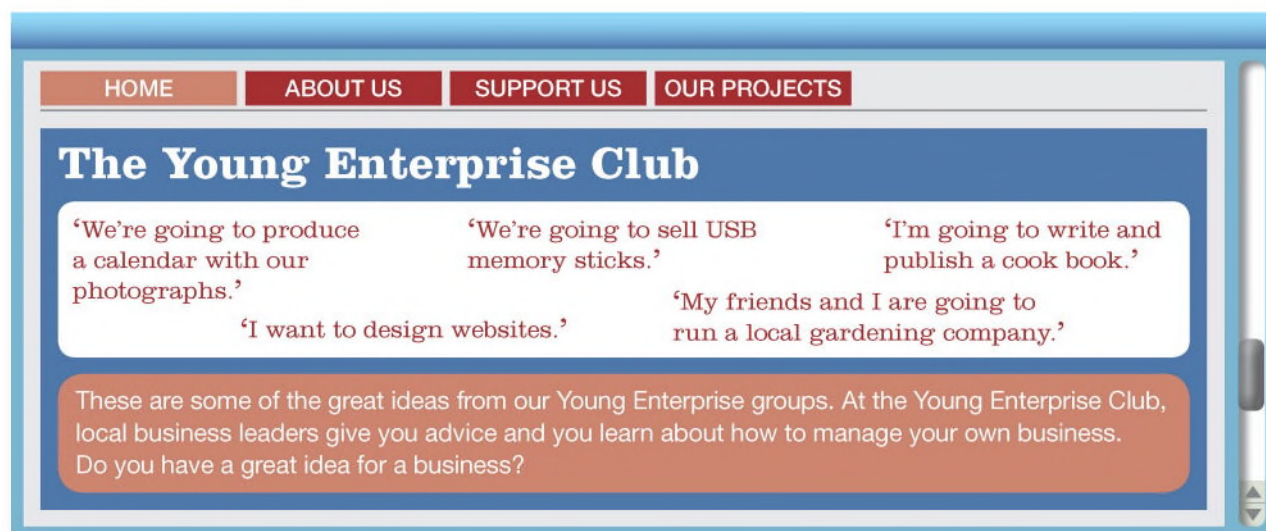 HOME
ABOUT US
SUPPORT US
OUR PROJECTS
The Young Enterprise Club
‘We’re going to produce
a calendar with our
photographs.’
‘We’re going to sell USB
memory sticks.’
‘I’m going to write and
publish a cook book.’
‘I want to design websites.’
‘My friends and I are going to
run a local gardening company.’
These are some of the great ideas from our Young Enterprise groups. At the Young Enterprise Club,
local business leaders give you advice and you learn about how to manage your own business.
Do you have a great idea for a business?